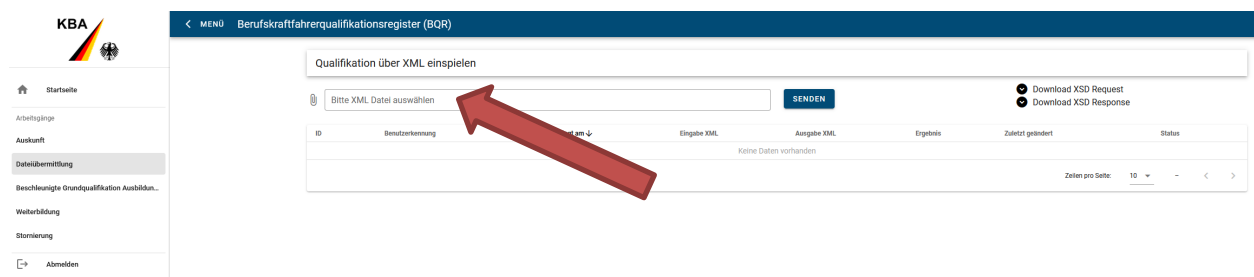 KBA
MENÜ Berufskraftfahrerqualifikationsregister (BQR)
Startseite
Arbeitsgänge
Auskunft
Dateiübermittlung
Beschleunigte Grundqualifikation Ausbildun...
Weiterbildung
Stornierung
Abmelden
Qualifikation über XML einspielen
Bitte XML Datei auswählen
SENDEN
Download XSD Request
Download XSD Response
ID Benutzerkennung am Eingabe XML Ausgabe XML Ergebnis Zuletzt geändert Status
Keine Daten vorhanden
Zeilen pro Seite: 10 –